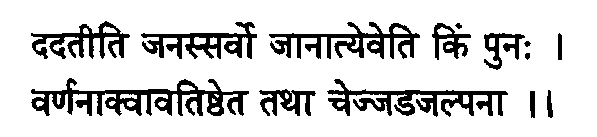 ददतीति जनस्सर्वो जानात्येवेति किं पुनः ।
वर्णनाक्वावतिष्ठेत तथा चेज्जडजल्पना ।।